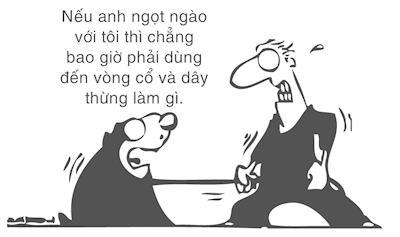 Nếu anh ngọt ngào
với tôi thì chẳng
bao giờ phải dùng
đến vòng cổ và dây
thừng làm gì.